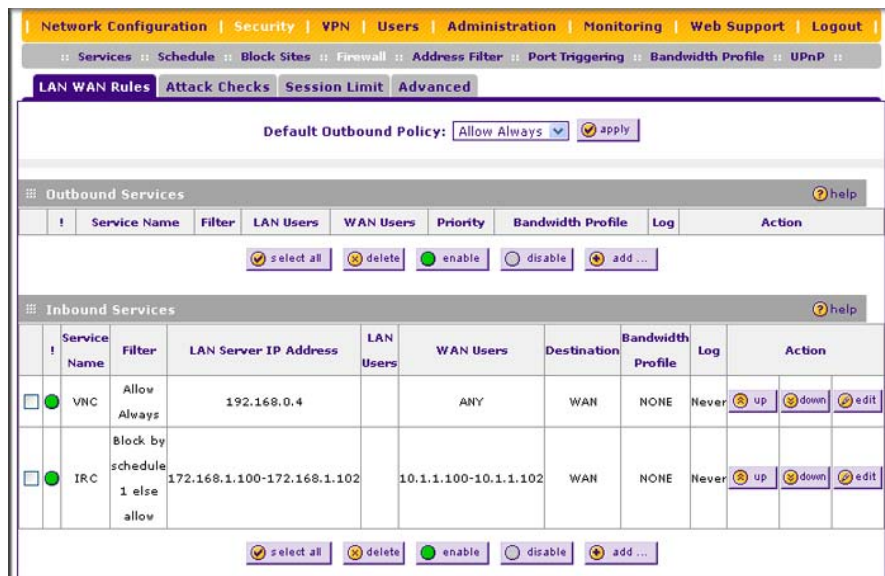 Network Configuration | Security | VPN | Users | Administration | Monitoring | Web Support | Logout |
:: Services :: Schedule :: Block Sites :: Firewall :: Address Filter :: Port Triggering :: Bandwidth Profile :: UPnP ::
LAN WAN Rules Attack Checks Session Limit Advanced
Default Outbound Policy: Allow Always apply
Outbound Services help
! Service Name Filter LAN Users WAN Users Priority Bandwidth Profile Log Action
select all delete enable disable add ...
Inbound Services help
! Service Name Filter LAN Server IP Address LAN Users WAN Users Destination Bandwidth Profile Log Action
VNC Allow Always 192.168.0.4 ANY WAN NONE Never up down edit
IRC Block by schedule 1 else allow 172.168.1.100-172.168.1.102 10.1.1.100-10.1.1.102 WAN NONE Never up down edit
select all delete enable disable add ...